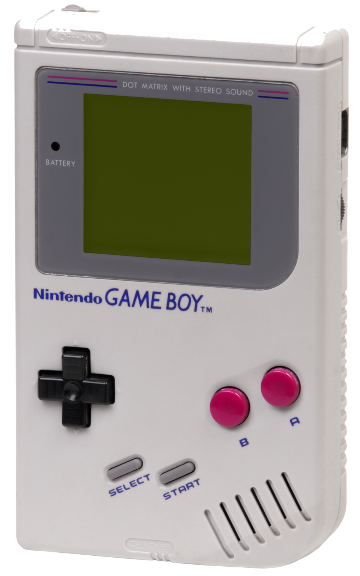 DOT MATRIX WITH STEREO SOUND
BATTERY
Nintendo GAME BOY™
B
A
SELECT
START